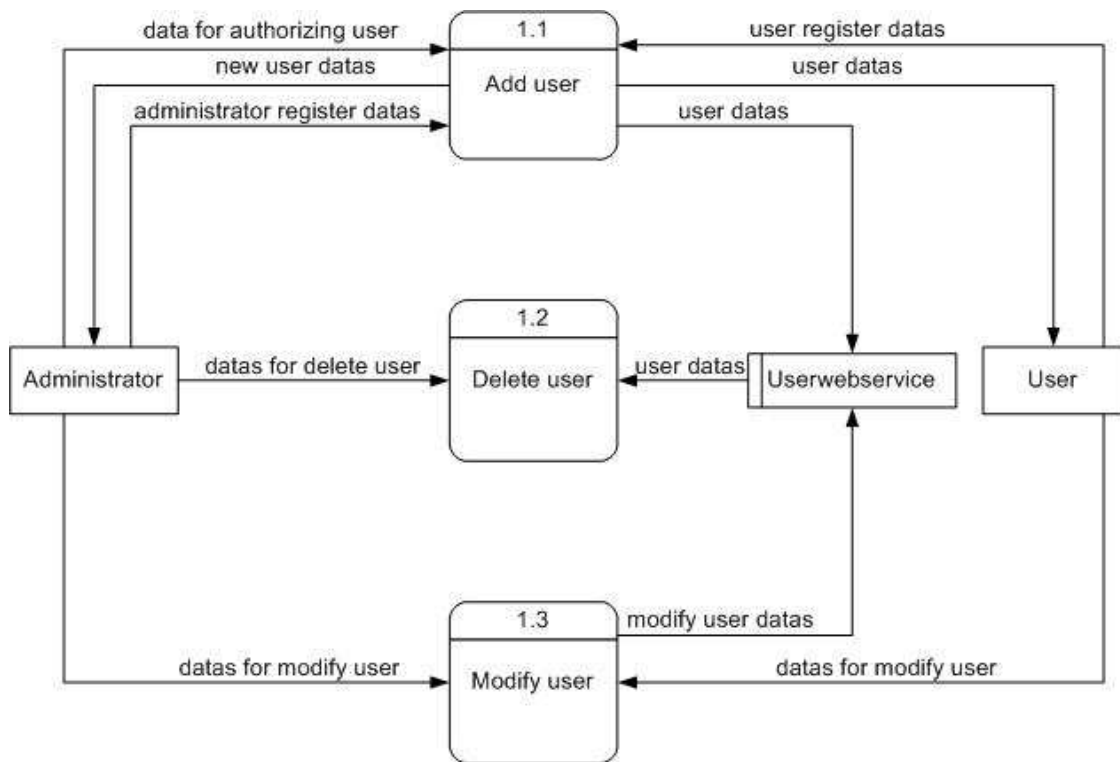 data for authorizing user
1.1
user register datas
new user datas
Add user
user datas
administrator register datas
user datas
1.2
Administrator
datas for delete user
Delete user
user datas
Userwebservice
User
1.3
modify user datas
datas for modify user
Modify user
datas for modify user